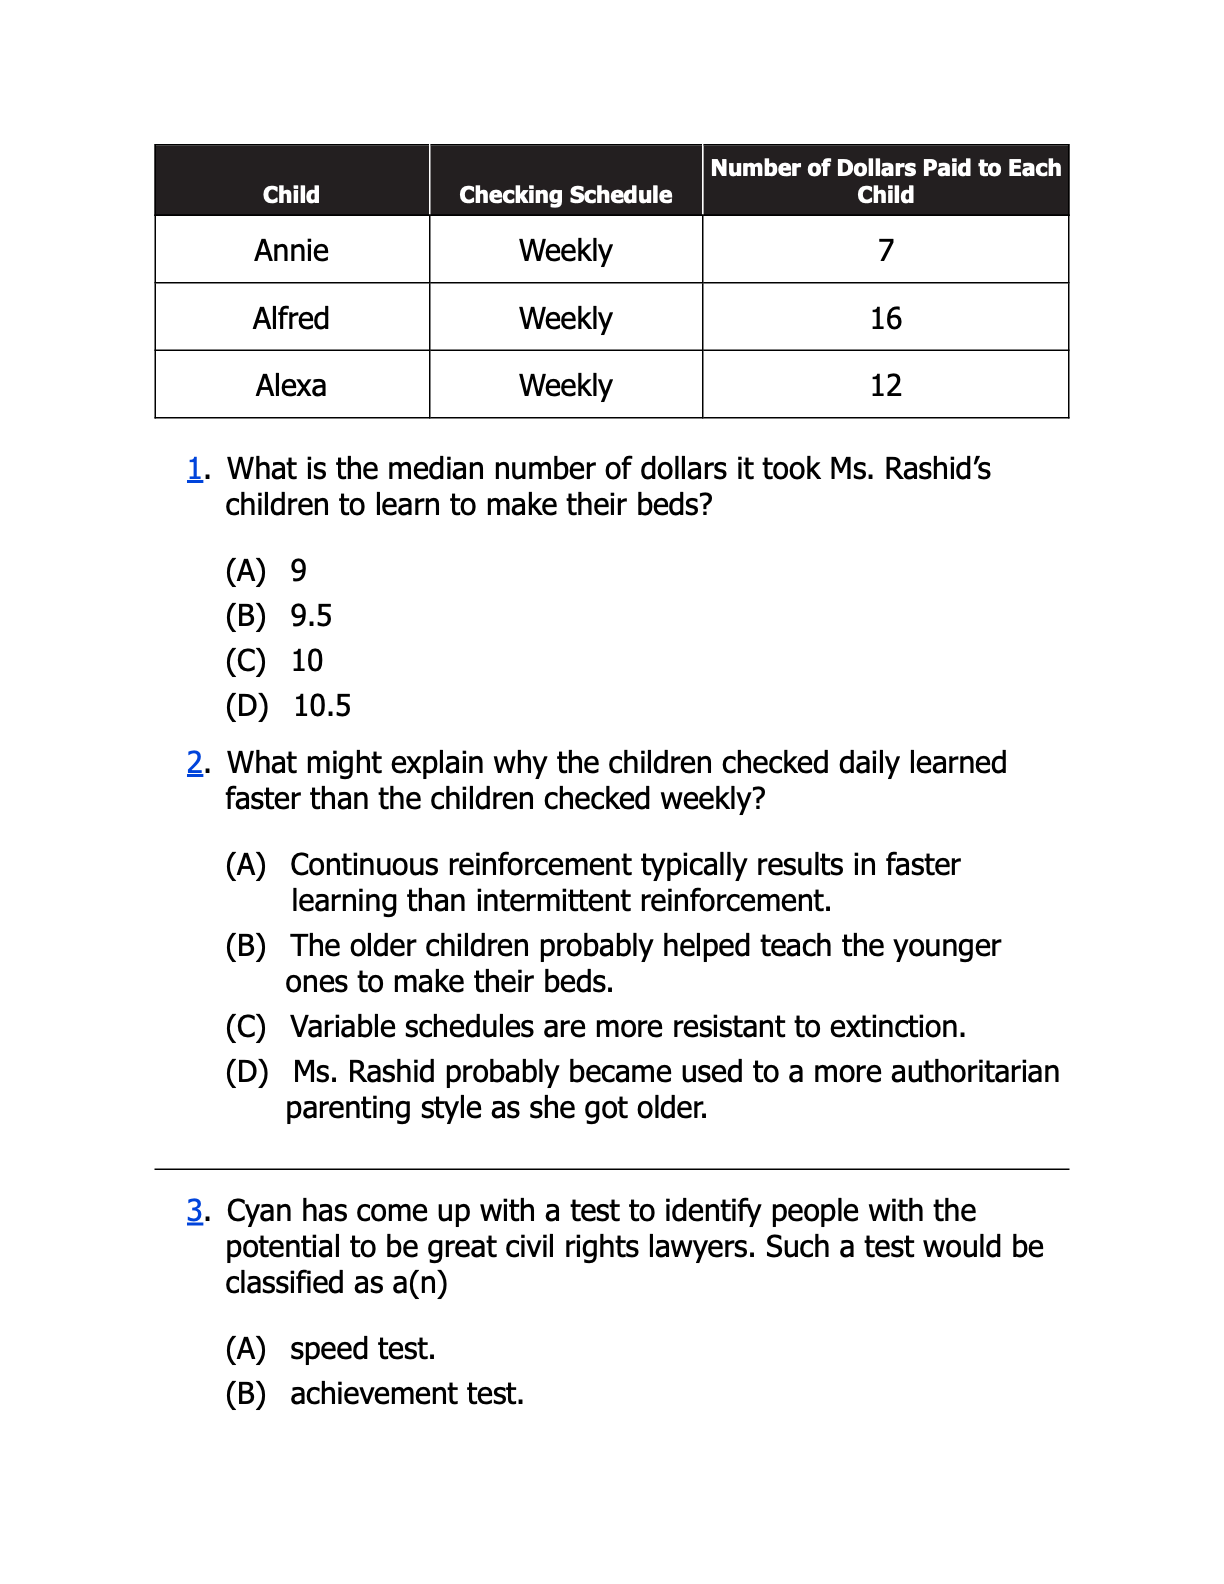 Child
Checking Schedule
Number of Dollars Paid to Each
Child
Annie
Weekly
7
Alfred
Weekly
16
Alexa
Weekly
12
1. What is the median number of dollars it took Ms. Rashid’s
children to learn to make their beds?
(A) 9
(B) 9.5
(C) 10
(D) 10.5
2. What might explain why the children checked daily learned
faster than the children checked weekly?
(A) Continuous reinforcement typically results in faster
learning than intermittent reinforcement.
(B) The older children probably helped teach the younger
ones to make their beds.
(C) Variable schedules are more resistant to extinction.
(D) Ms. Rashid probably became used to a more authoritarian
parenting style as she got older.
3. Cyan has come up with a test to identify people with the
potential to be great civil rights lawyers. Such a test would be
classified as a(n)
(A) speed test.
(B) achievement test.